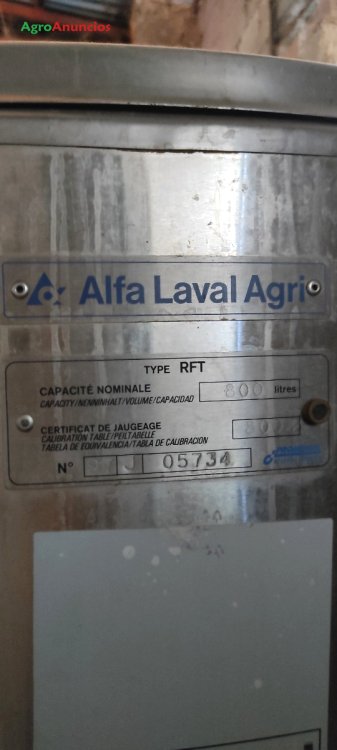 AgroAnuncios
Alfa Laval Agri
TYPE RFT
CAPACITÉ NOMINALE 800 litres
CAPACITY/NENNINHALT/VOLUME/CAPACIDAD
CERTIFICAT DE JAUGEAGE
CALIBRATION TABLE/PEILTABELLE
TABELA DE EQUIVALENCIA/TABLA DE CALIBRACION
N° J 05734